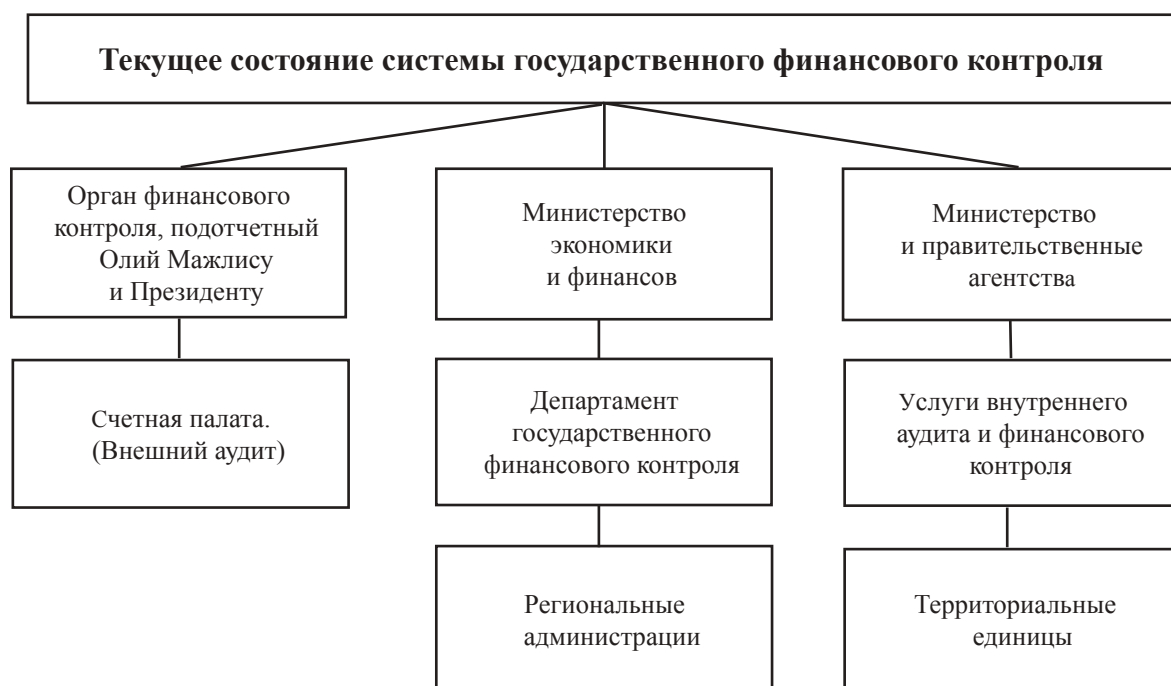 Текущее состояние системы государственного финансового контроля
Орган финансового
контроля, подотчетный
Олий Мажлису
и Президенту
Министерство
экономики
и финансов
Министерство
и правительственные
агентства
Счетная палата.
(Внешний аудит)
Департамент
государственного
финансового контроля
Услуги внутреннего
аудита и финансового
контроля
Региональные
администрации
Территориальные
единицы